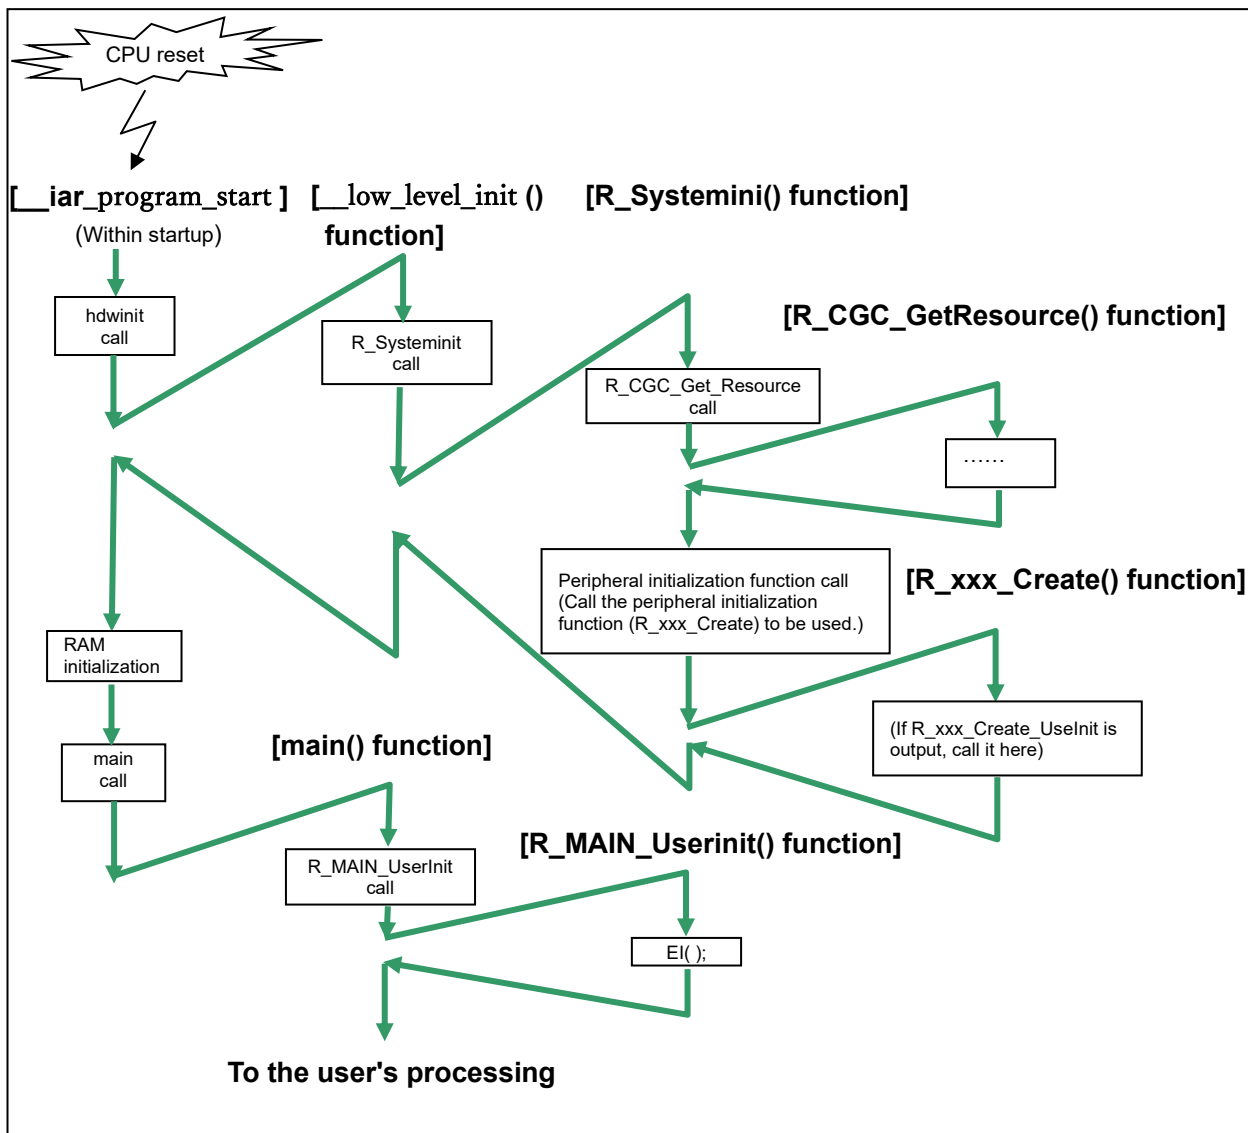 CPU reset
[__iar_program_start ]
(Within startup)
[__low_level_init ()
function]
[R_Systemini() function]
hdwinit
call
R_Systeminit
call
[R_CGC_GetResource() function]
R_CGC_Get_Resource
call
......
Peripheral initialization function call
(Call the peripheral initialization
function (R_xxx_Create) to be used.)
[R_xxx_Create() function]
RAM
initialization
(If R_xxx_Create_UseInit is
output, call it here)
main
call
[main() function]
R_MAIN_UserInit
call
[R_MAIN_Userinit() function]
EI( );
To the user's processing